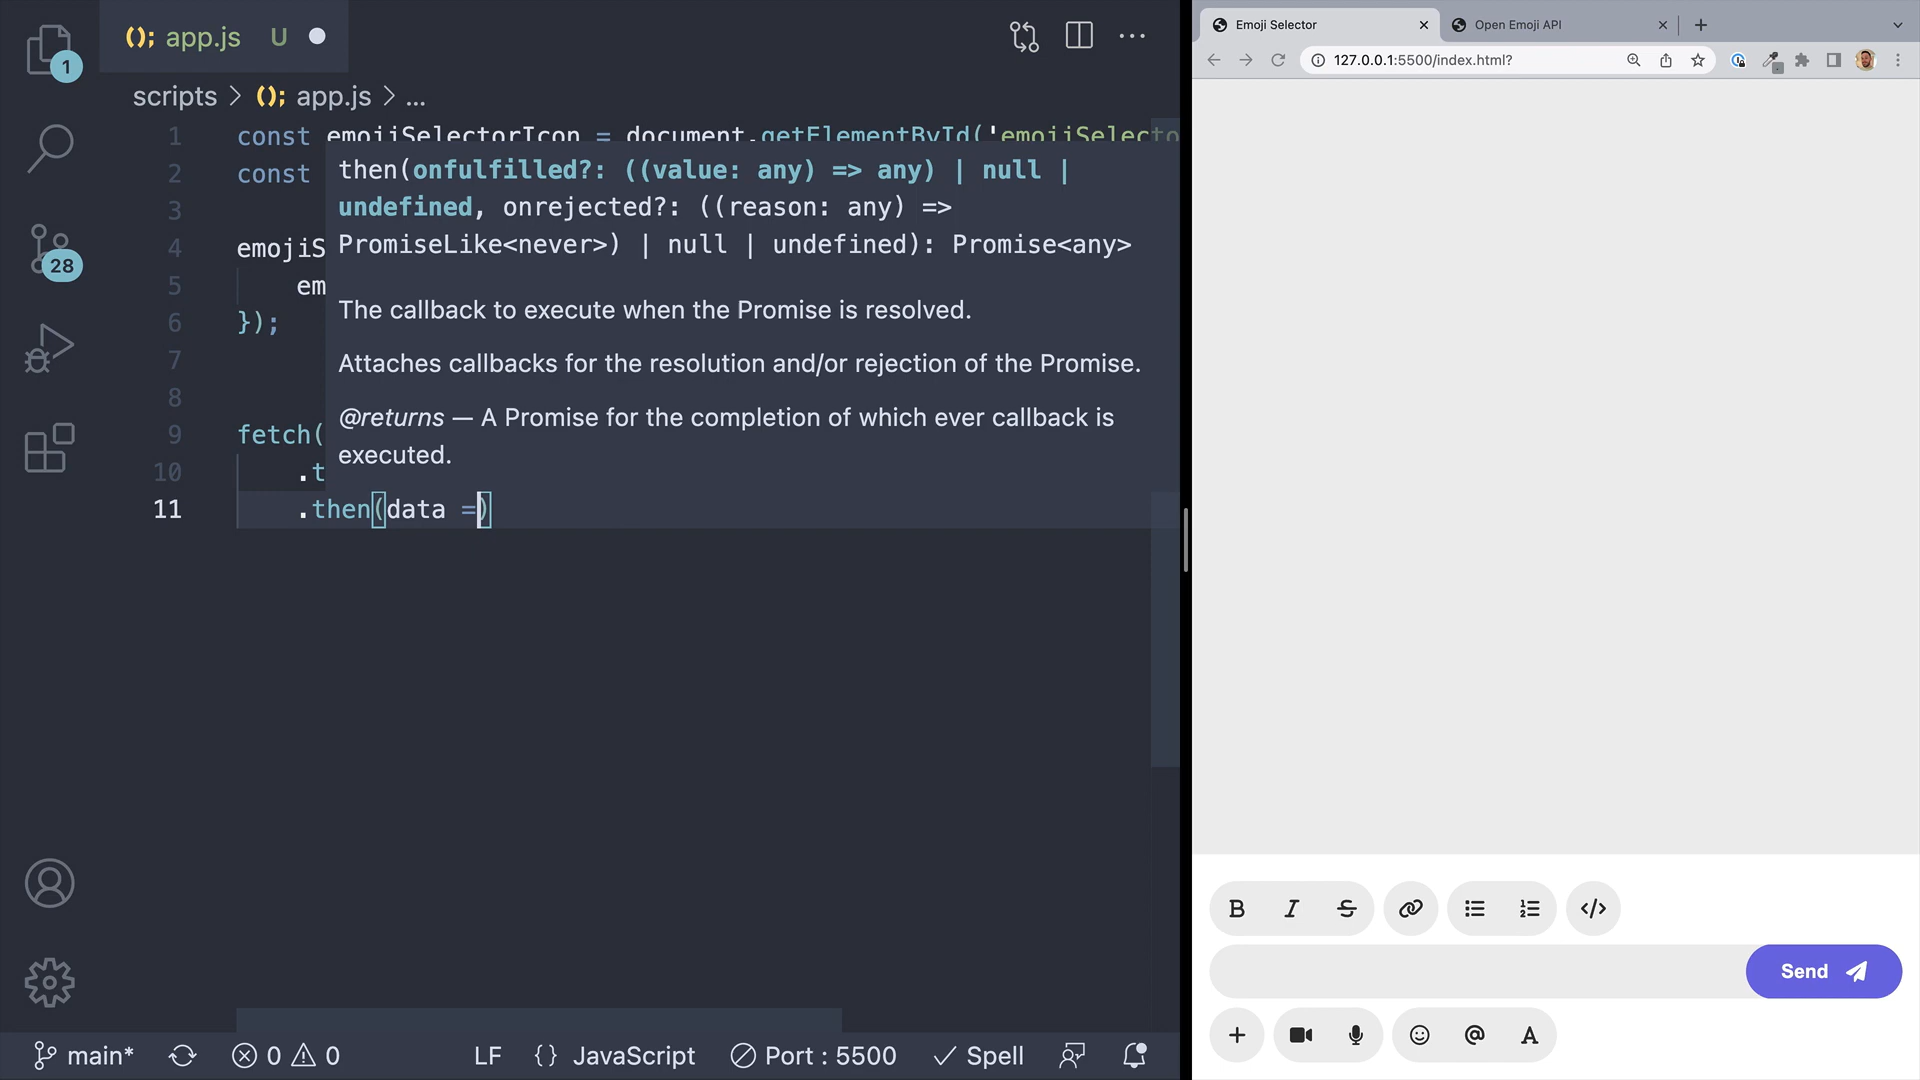 (); app.js U
1
scripts > (); app.js > ...
1 const emojiSelectorIcon = document.getElementById('emojiSelecto
2 const
3
4 emojiS
5 em
6 });
7
8
9 fetch(
10 .t
11 .then(data =)
then(onfulfilled?: ((value: any) => any) | null |
undefined, onrejected?: ((reason: any) =>
PromiseLike<never>) | null | undefined): Promise<any>
The callback to execute when the Promise is resolved.
Attaches callbacks for the resolution and/or rejection of the Promise.
@returns — A Promise for the completion of which ever callback is
executed.
28
main* 0 0 LF {} JavaScript Port : 5500 Spell
Emoji Selector
Open Emoji API
127.0.0.1:5500/index.html?
B I S
Send
@ A